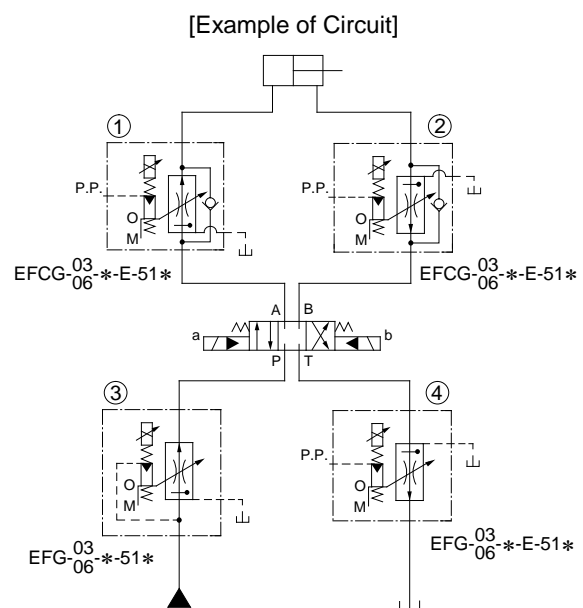 [Example of Circuit]
①
②
P.P.
O
M
P.P.
O
M
EFCG-03/06-*-E-51*
EFCG-03/06-*-E-51*
A B
a
b
P T
③
④
O
M
P.P.
O
M
EFG-03/06-*-51*
EFG-03/06-*-E-51*